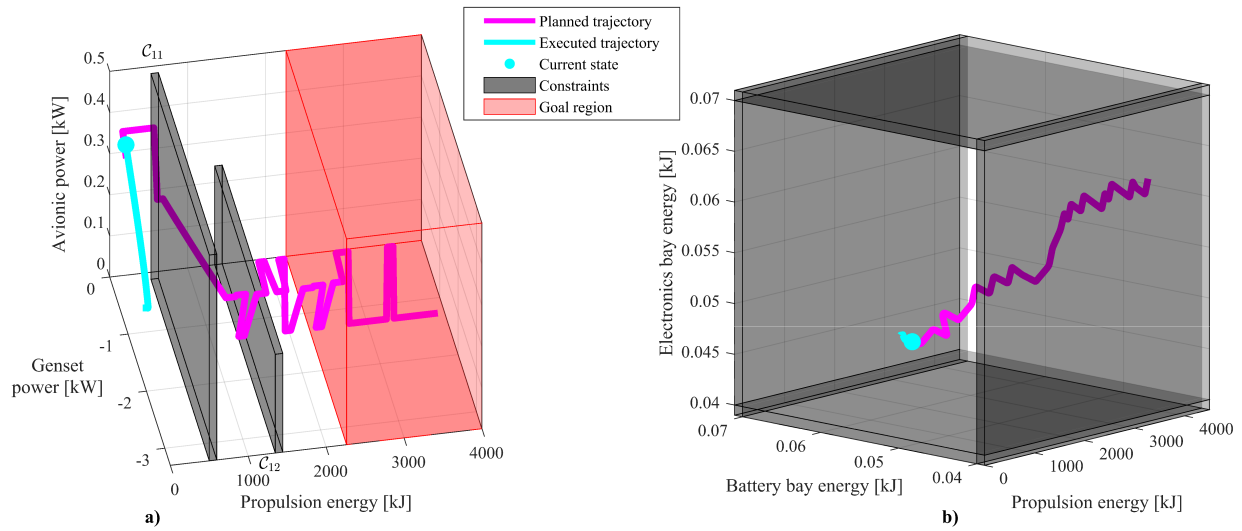 Planned trajectory
Executed trajectory
Current state
Constraints
Goal region
C11
0.5
0.4
0.3
0.2
0.1
0
Avionic power [kW]
0
-1
-2
-3
Genset
power [kW]
C12
0
1000
2000
3000
4000
Propulsion energy [kJ]
a)
0.07
0.065
0.06
0.055
0.05
0.045
0.04
Electronics bay energy [kJ]
0.07
0.06
0.05
0.04
Battery bay energy [kJ]
0
1000
2000
3000
4000
Propulsion energy [kJ]
b)